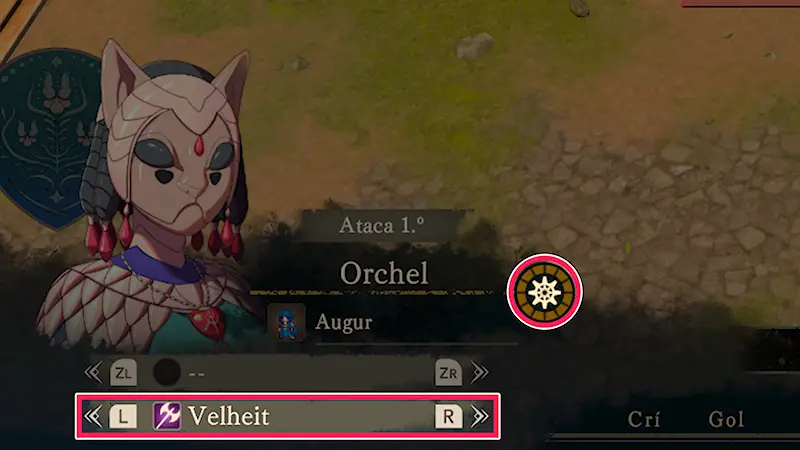 Ataca 1.º
Orchel
Augur
ZL -- ZR
L Velheit R
Crí Gol